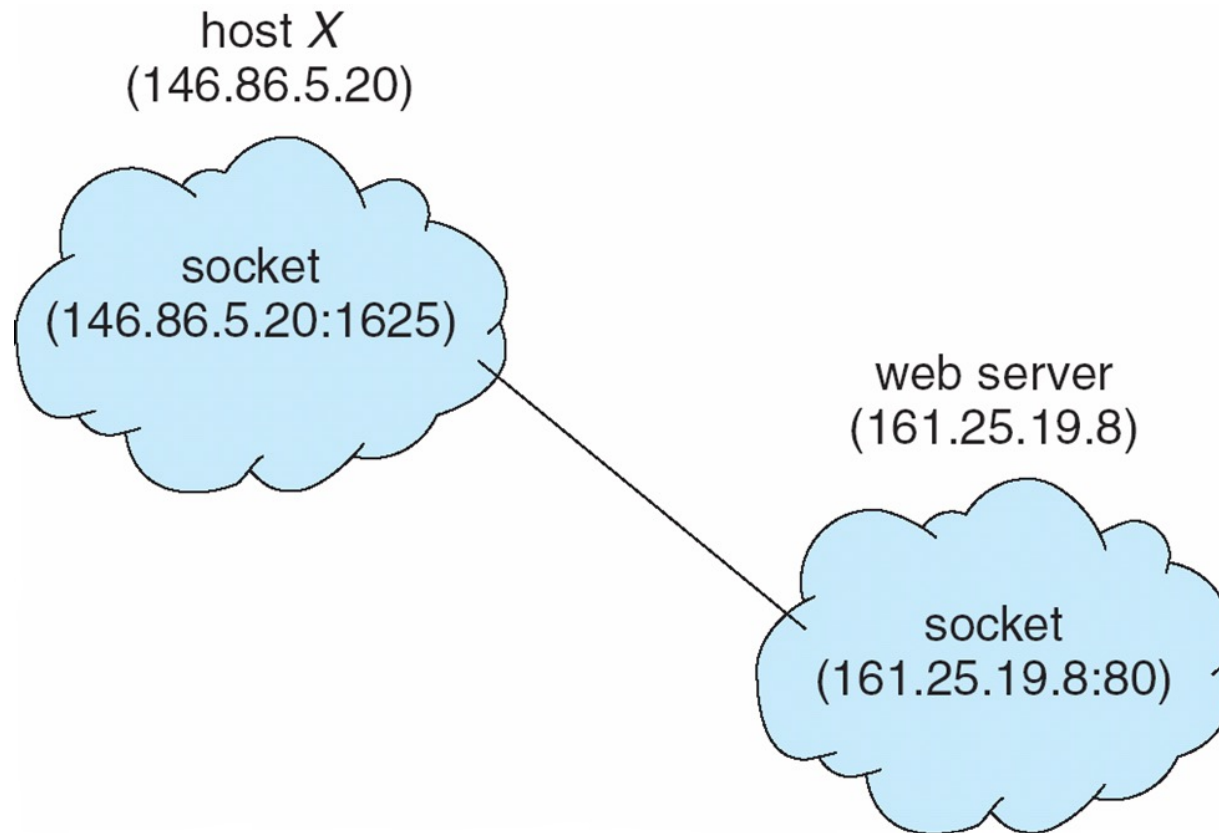 host X
(146.86.5.20)
socket
(146.86.5.20:1625)
web server
(161.25.19.8)
socket
(161.25.19.8:80)